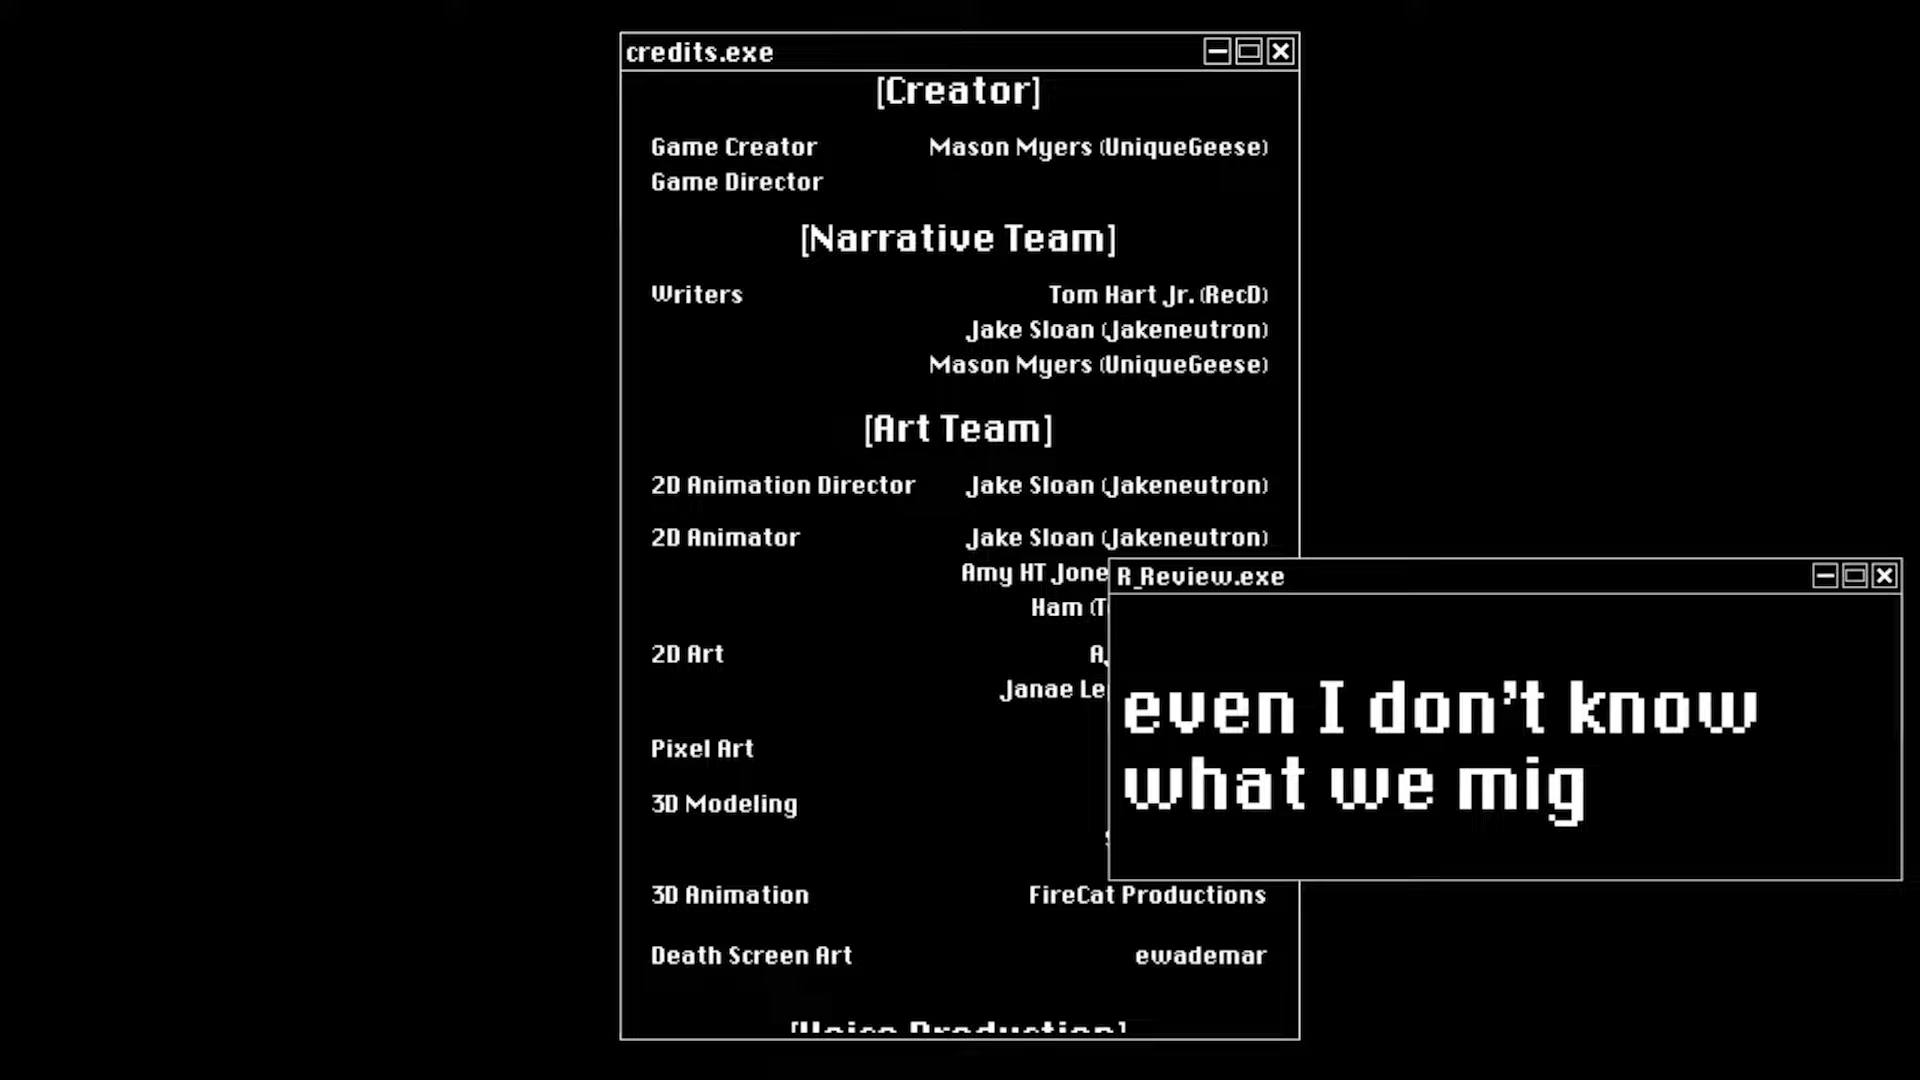 credits.exe
[Creator]
Game Creator Mason Myers (UniqueGeese)
Game Director
[Narrative Team]
Writers Tom Hart Jr. (RecD)
Jake Sloan (Jakeneutron)
Mason Myers (UniqueGeese)
[Art Team]
2D Animation Director Jake Sloan (Jakeneutron)
2D Animator Jake Sloan (Jakeneutron)
Amy HT Jone
Ham (T
2D Art A
Janae Le
Pixel Art
3D Modeling
3D Animation FireCat Productions
Death Screen Art ewademar
[Voice Production]
R_Review.exe
even I don't know
what we mig